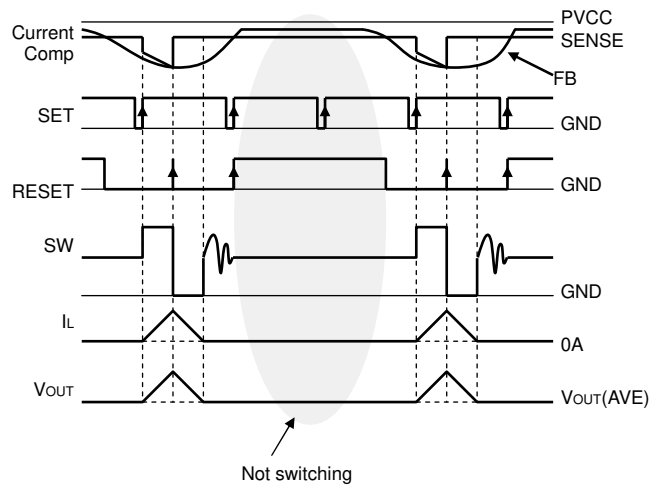 PVCC
Current
Comp
SENSE
FB
SET
GND
RESET
GND
SW
GND
IL
0A
VOUT
VOUT(AVE)
Not switching